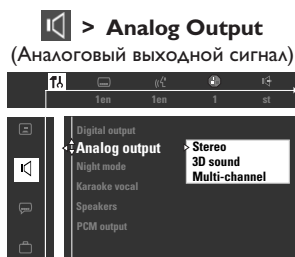 > Analog Output
(Аналоговый выходной сигнал)
1en 1en 1 st
Digital output
Analog output
Stereo
3D sound
Multi-channel
Night mode
Karaoke vocal
Speakers
PCM output